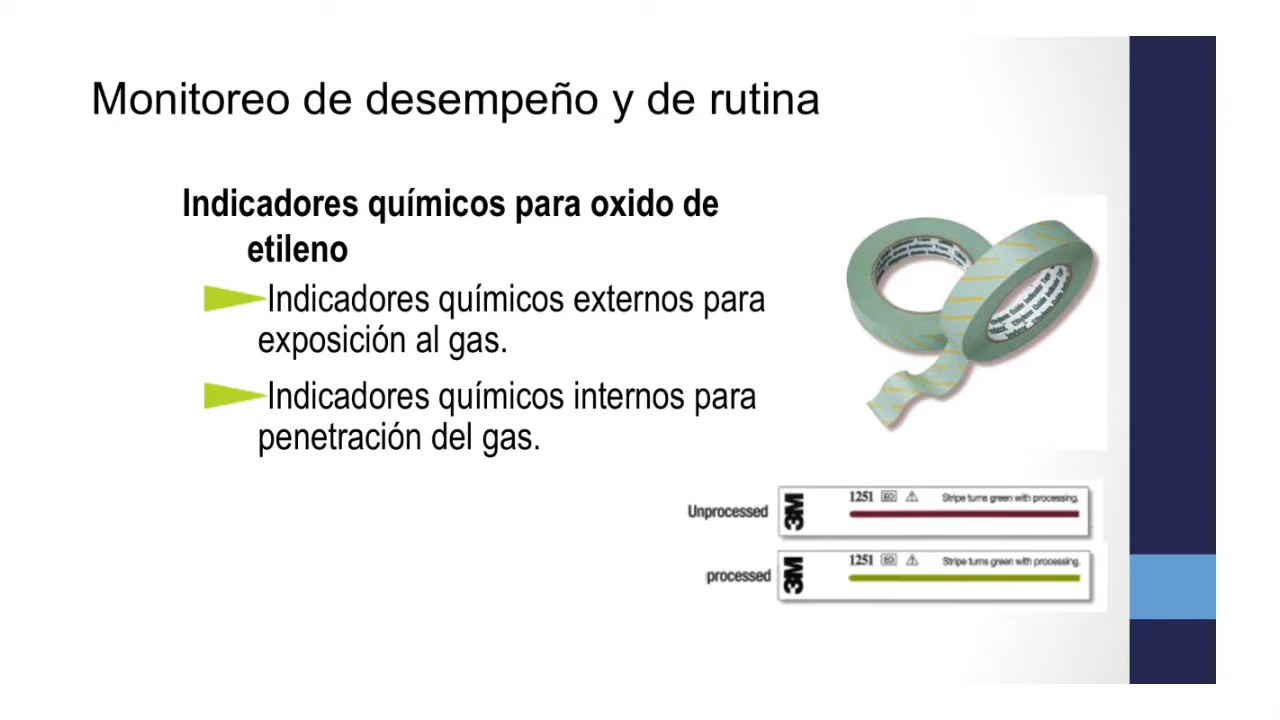 Monitoreo de desempeño y de rutina
Indicadores químicos para oxido de
etileno
Indicadores químicos externos para
exposición al gas.
Indicadores químicos internos para
penetración del gas.
Unprocessed
3M
1251 EO Stripe turns green with processing.
processed
3M
1251 EO Stripe turns green with processing.